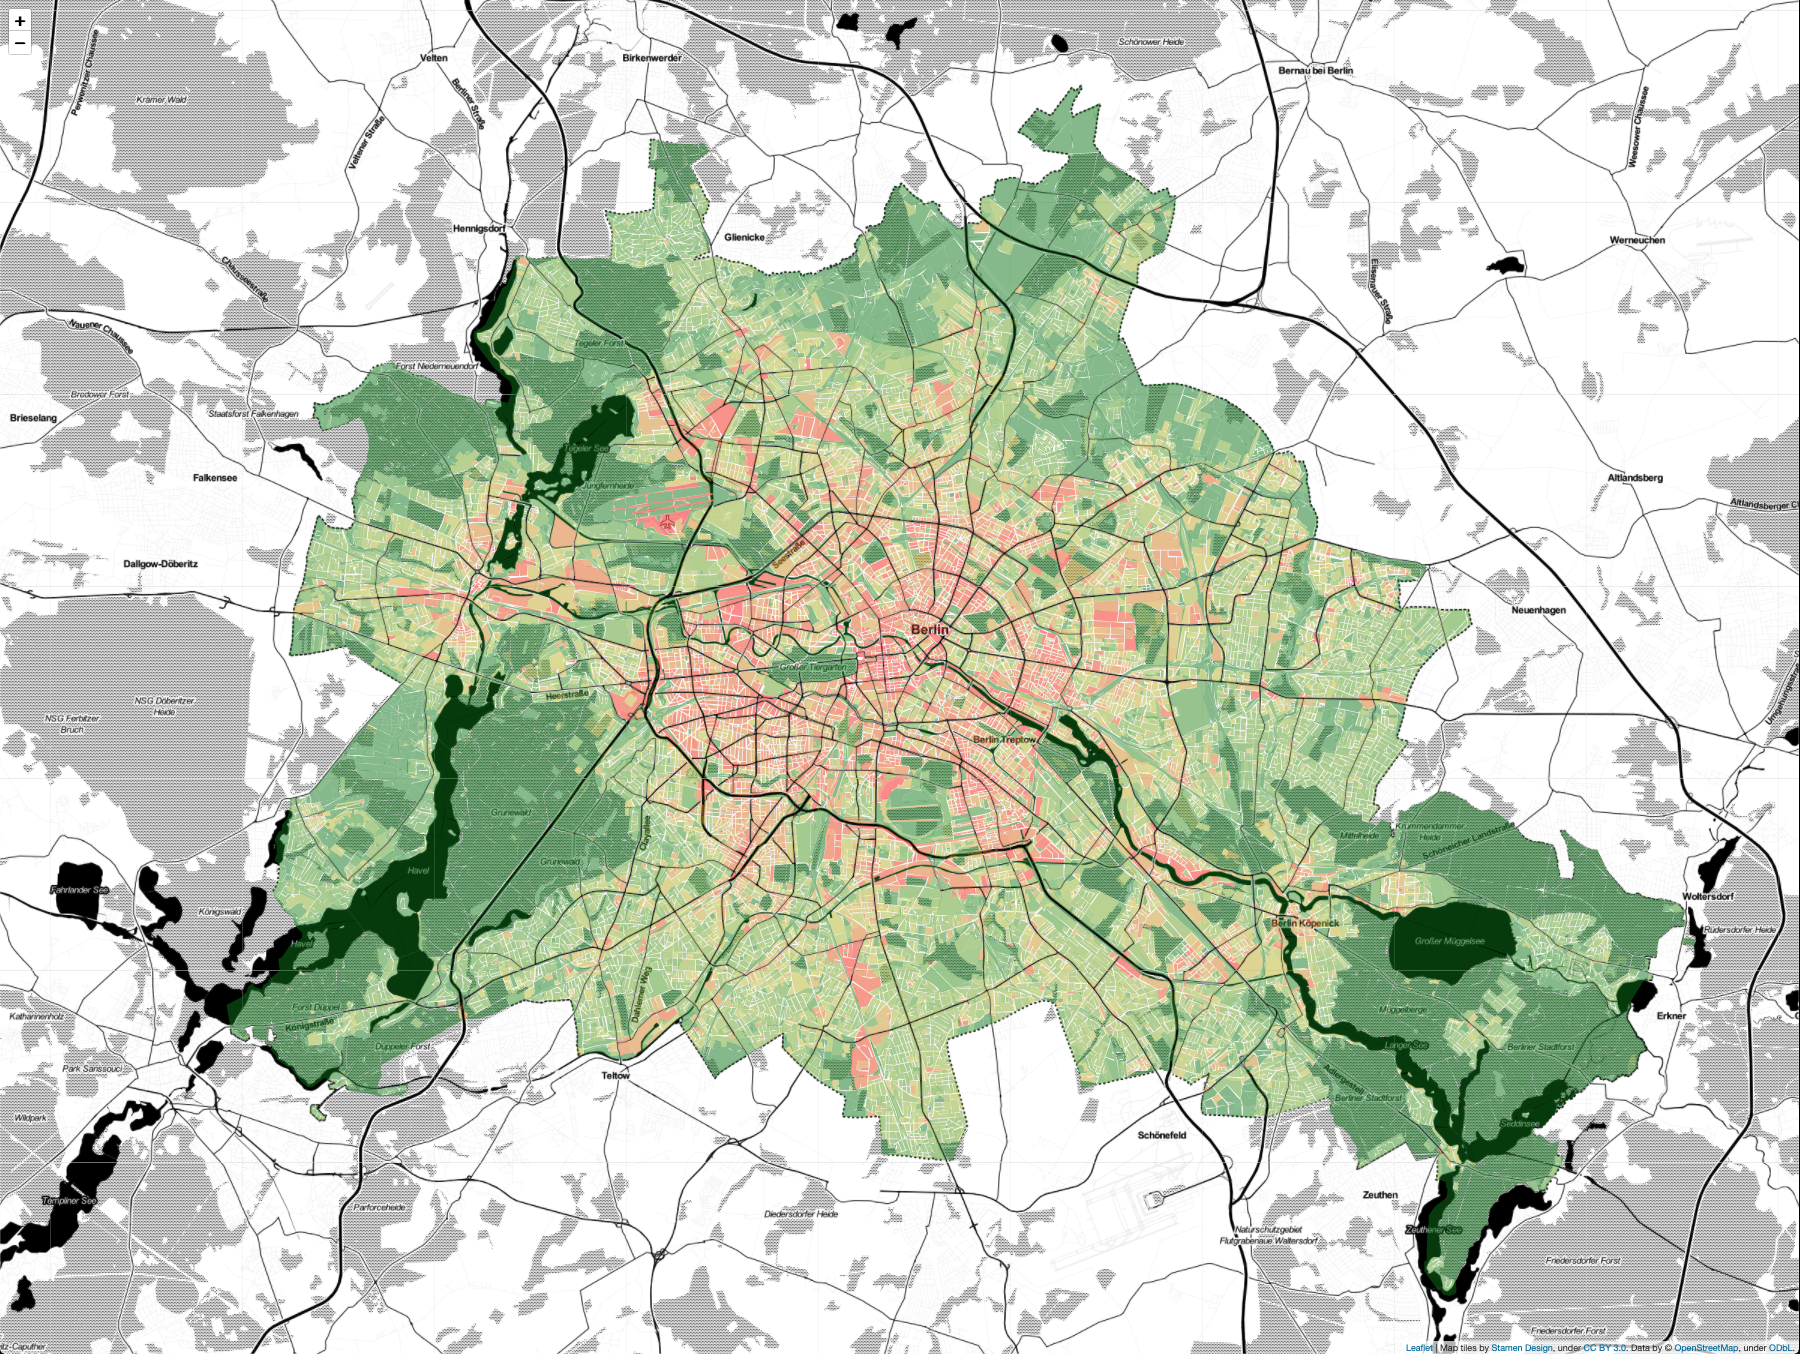 +
−
Schönower Heide
Velten
Birkenwerder
Bernau bei Berlin
Perwenitzer Chaussee
Krämer Wald
Berliner Straße
Veltener Straße
Weesower Chaussee
Hennigsdorf
Glienicke
Werneuchen
Chausseestraße
Elisenauer Straße
Nauener Chaussee
Tegeler Forst
Forst Niederneuendorf
Bredower Forst
Staatsforst Falkenhagen
Brieselang
Tegeler See
Falkensee
Jungfernheide
Altlandsberg
Altlandsberger C
Seestraße
Dallgow-Döberitz
Neuenhagen
Berlin
Großer Tiergarten
Heerstraße
NSG Döberitzer
Heide
NSG Ferbitzer
Bruch
Umgehungsstraße
Berlin Treptow
Grunewald
Clayallee
Mittelheide
Krummendammer
Heide
Schöneicher Landstraße
Grunewald
Havel
Fahrlander See
Königswald
Woltersdorf
Berlin Köpenick
Rüdersdorfer Heide
Havel
Großer Müggelsee
Dahlemer Weg
Forst Düppel
Königstraße
Müggelberge
Katharinenholz
Erkner
Düppeler Forst
Langer See
Berliner Stadtforst
Park Sanssouci
Teltow
Adlergestell
Berliner Stadtforst
Wildpark
Seddinsee
Schönefeld
Templiner See
Zeuthen
Parforceheide
Diedersdorfer Heide
Zeuthener See
Naturschutzgebiet
Flutgrabenaue Waltersdorf
Friedersdorfer Forst
Friedersdorfer Forst
itz-Caputher
Leaflet | Map tiles by Stamen Design, under CC BY 3.0. Data by © OpenStreetMap, under ODbL.